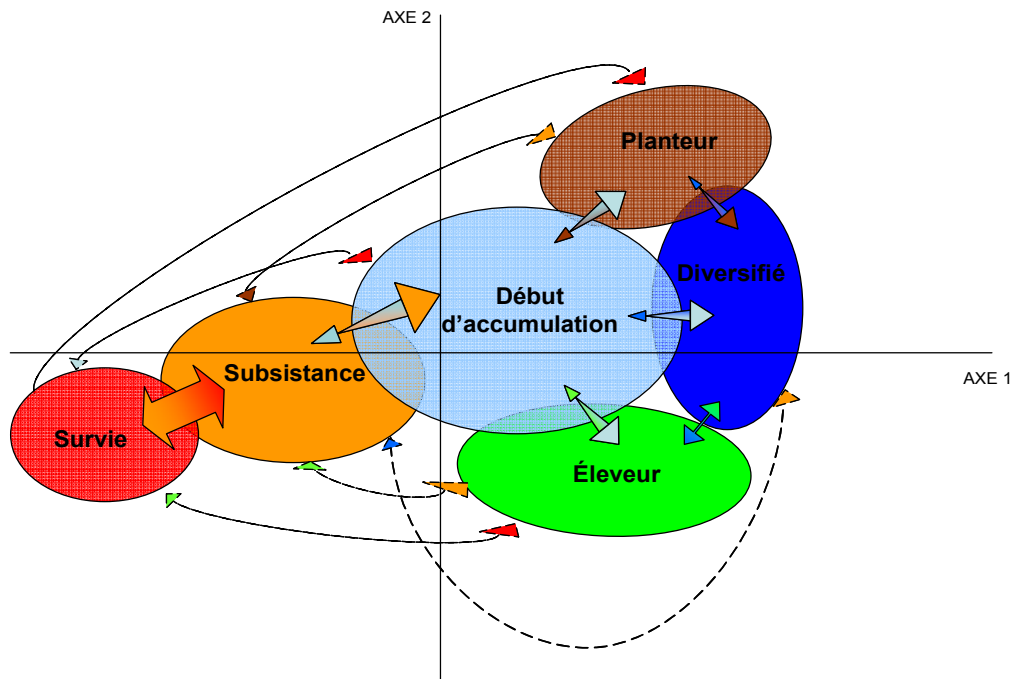 AXE 2
Planteur
Diversifié
Début
d'accumulation
Subsistance
AXE 1
Survie
Éleveur